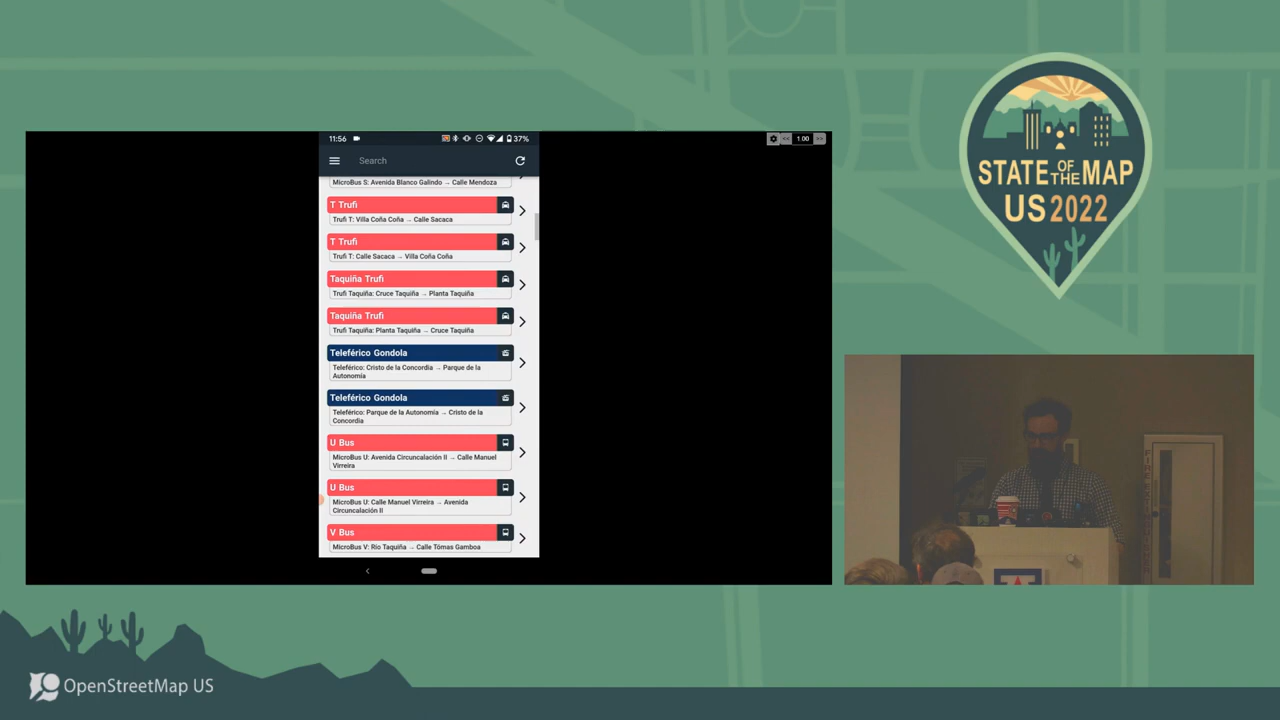 11:56
37%
<< 1.00 >>
Search
MicroBus S: Avenida Blanco Galindo → Calle Mendoza
T Trufi
Trufi T: Villa Coña Coña → Calle Sacaca
T Trufi
Trufi T: Calle Sacaca → Villa Coña Coña
Taquiña Trufi
Trufi Taquiña: Cruce Taquiña → Planta Taquiña
Taquiña Trufi
Trufi Taquiña: Planta Taquiña → Cruce Taquiña
Teleférico Gondola
Teleférico: Cristo de la Concordia → Parque de la
Autonomía
Teleférico Gondola
Teleférico: Parque de la Autonomía → Cristo de la
Concordia
U Bus
MicroBus U: Avenida Circuncalación II → Calle Manuel
Virreira
U Bus
MicroBus U: Calle Manuel Virreira → Avenida
Circuncalación II
V Bus
MicroBus V: Río Taquiña → Calle Tómas Gamboa
STATE OF THE MAP
US 2022
OpenStreetMap US